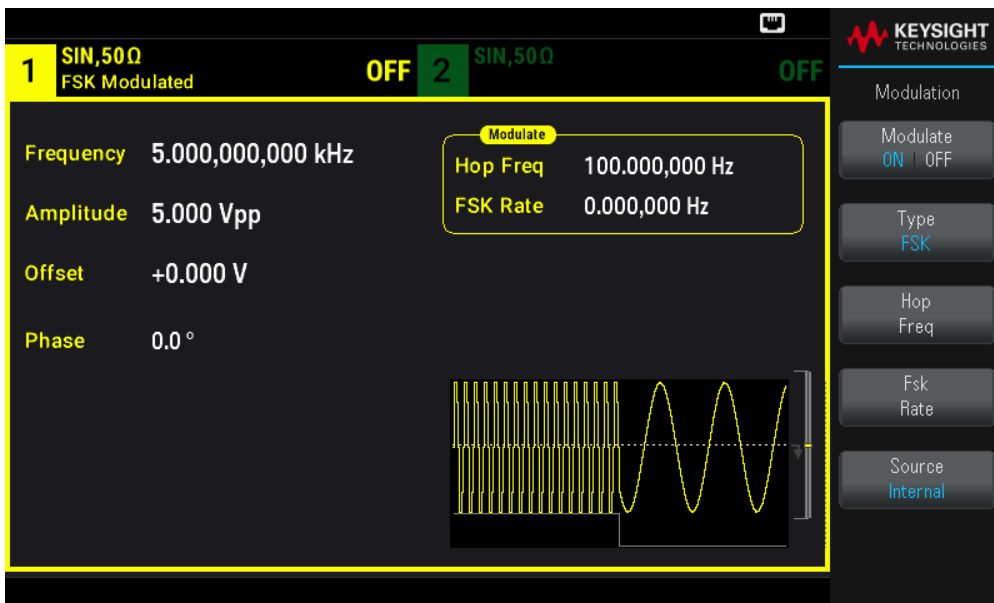 1
SIN,50Ω
FSK Modulated
OFF
2
SIN,50Ω
OFF
Frequency 5.000,000,000 kHz
Amplitude 5.000 Vpp
Offset +0.000 V
Phase 0.0 °
Modulate
Hop Freq 100.000,000 Hz
FSK Rate 0.000,000 Hz
KEYSIGHT
TECHNOLOGIES
Modulation
Modulate
ON | OFF
Type
FSK
Hop
Freq
Fsk
Rate
Source
Internal